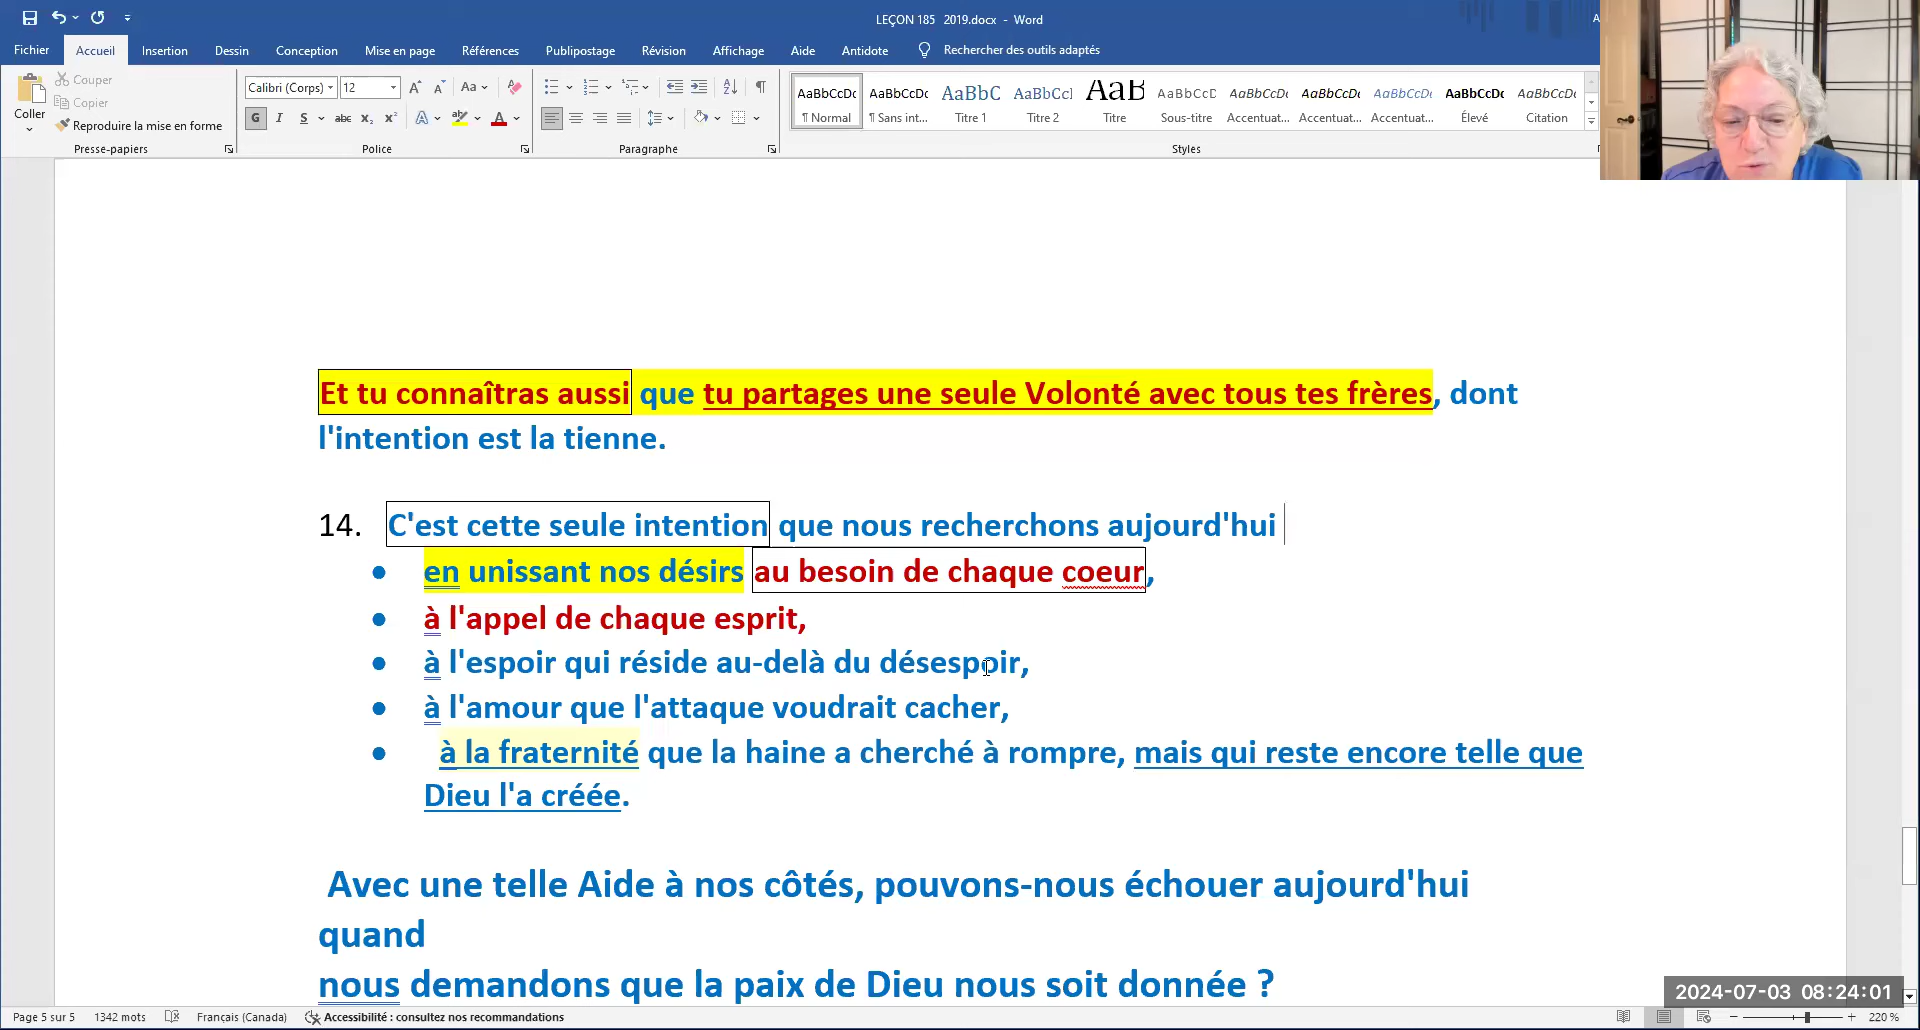 LEÇON 185 2019.docx - Word
Fichier Accueil Insertion Dessin Conception Mise en page Références Publipostage Révision Affichage Aide Antidote Rechercher des outils adaptés
Coller
Couper
Copier
Reproduire la mise en forme
Presse-papiers
Calibri (Corps) 12
Aa
G I S abc x₂ x² A A
Police
Paragraphe
AaBbCcDc AaBbCcDc AaBbC AaBbCcl AaB AaBbCcD AaBbCcDc AaBbCcDc AaBbCcDc AaBbCcDc AaBbCcDc
¶ Normal ¶ Sans int... Titre 1 Titre 2 Titre Sous-titre Accentuat... Accentuat... Accentuat... Élevé Citation
Styles
Et tu connaîtras aussi que tu partages une seule Volonté avec tous tes frères, dont
l'intention est la tienne.
14. C'est cette seule intention que nous recherchons aujourd'hui
• en unissant nos désirs au besoin de chaque coeur,
• à l'appel de chaque esprit,
• à l'espoir qui réside au-delà du désespoir,
• à l'amour que l'attaque voudrait cacher,
• à la fraternité que la haine a cherché à rompre, mais qui reste encore telle que
Dieu l'a créée.
Avec une telle Aide à nos côtés, pouvons-nous échouer aujourd'hui
quand
nous demandons que la paix de Dieu nous soit donnée ?
2024-07-03 08:24:01
Page 5 sur 5 1342 mots Français (Canada) Accessibilité : consultez nos recommandations 220 %